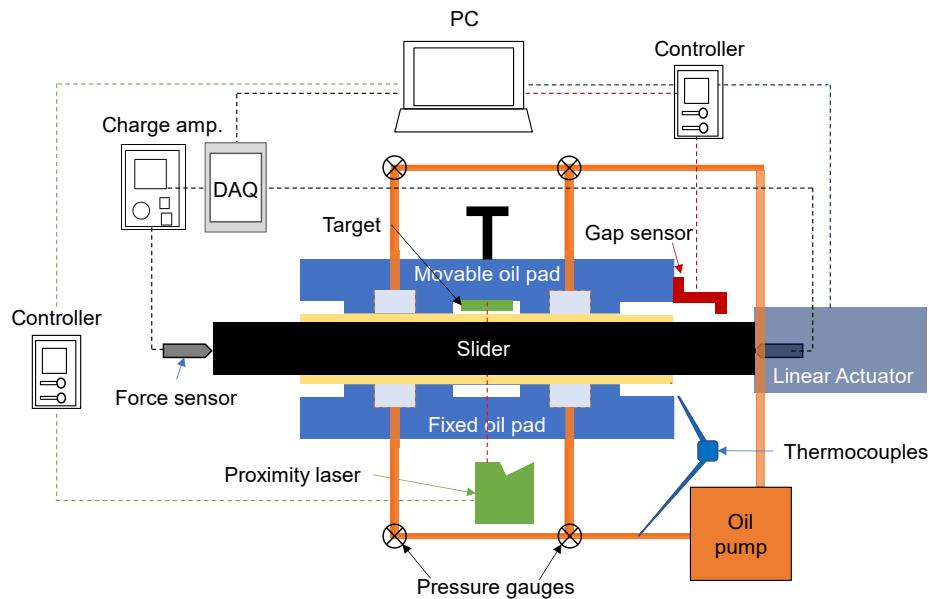 PC
Controller
Charge amp.
DAQ
Target
Gap sensor
Movable oil pad
Controller
Slider
Linear Actuator
Force sensor
Fixed oil pad
Thermocouples
Proximity laser
Oil
pump
Pressure gauges